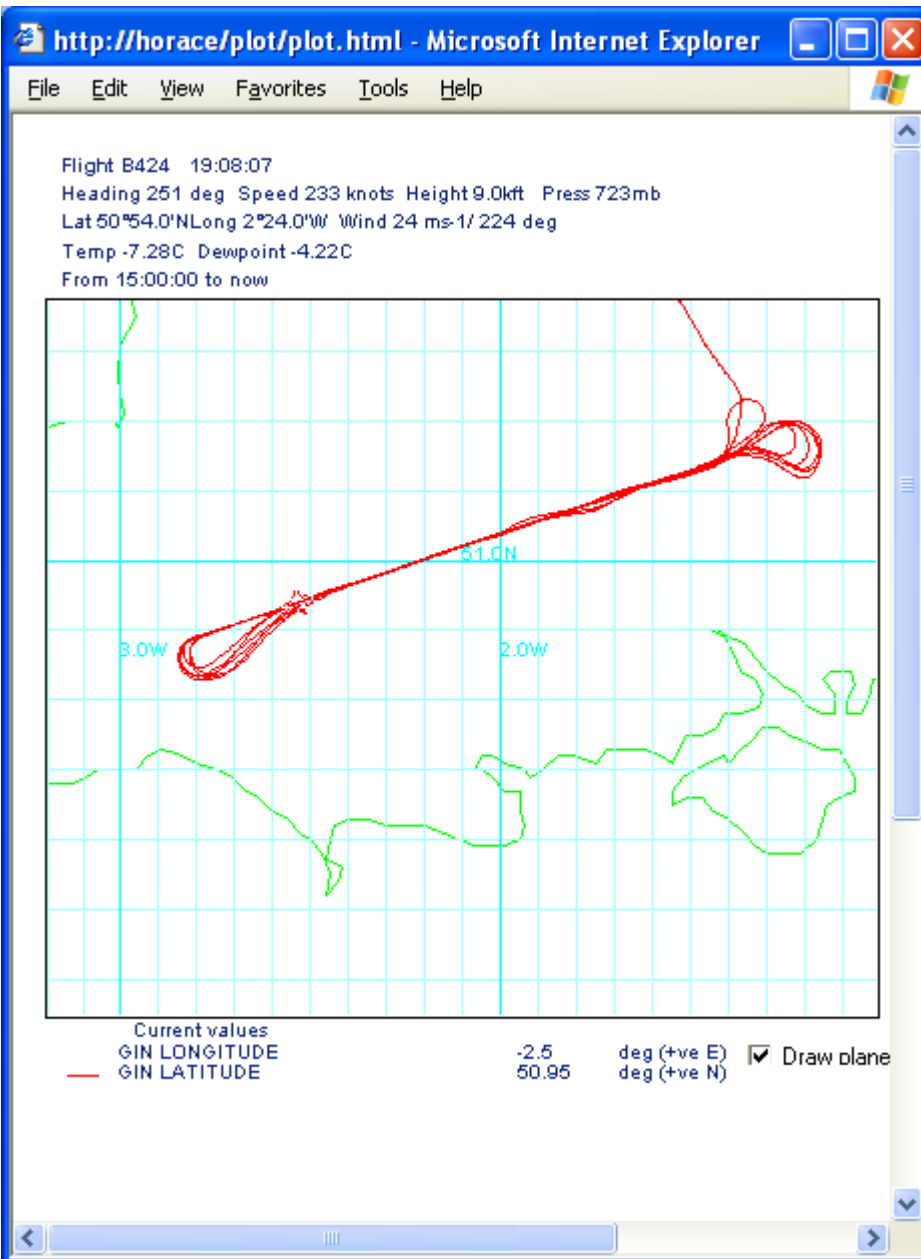 http://horace/plot/plot.html - Microsoft Internet Explorer
File Edit View Favorites Tools Help
Flight B424 19:08:07
Heading 251 deg Speed 233 knots Height 9.0kft Press 723mb
Lat 50°54.0'NLong 2°24.0'W Wind 24 ms-1/ 224 deg
Temp -7.28C Dewpoint -4.22C
From 15:00:00 to now
51.0N
3.0W 2.0W
Current values
GIN LONGITUDE -2.5 deg (+ve E)
GIN LATITUDE 50.95 deg (+ve N)
Draw plane